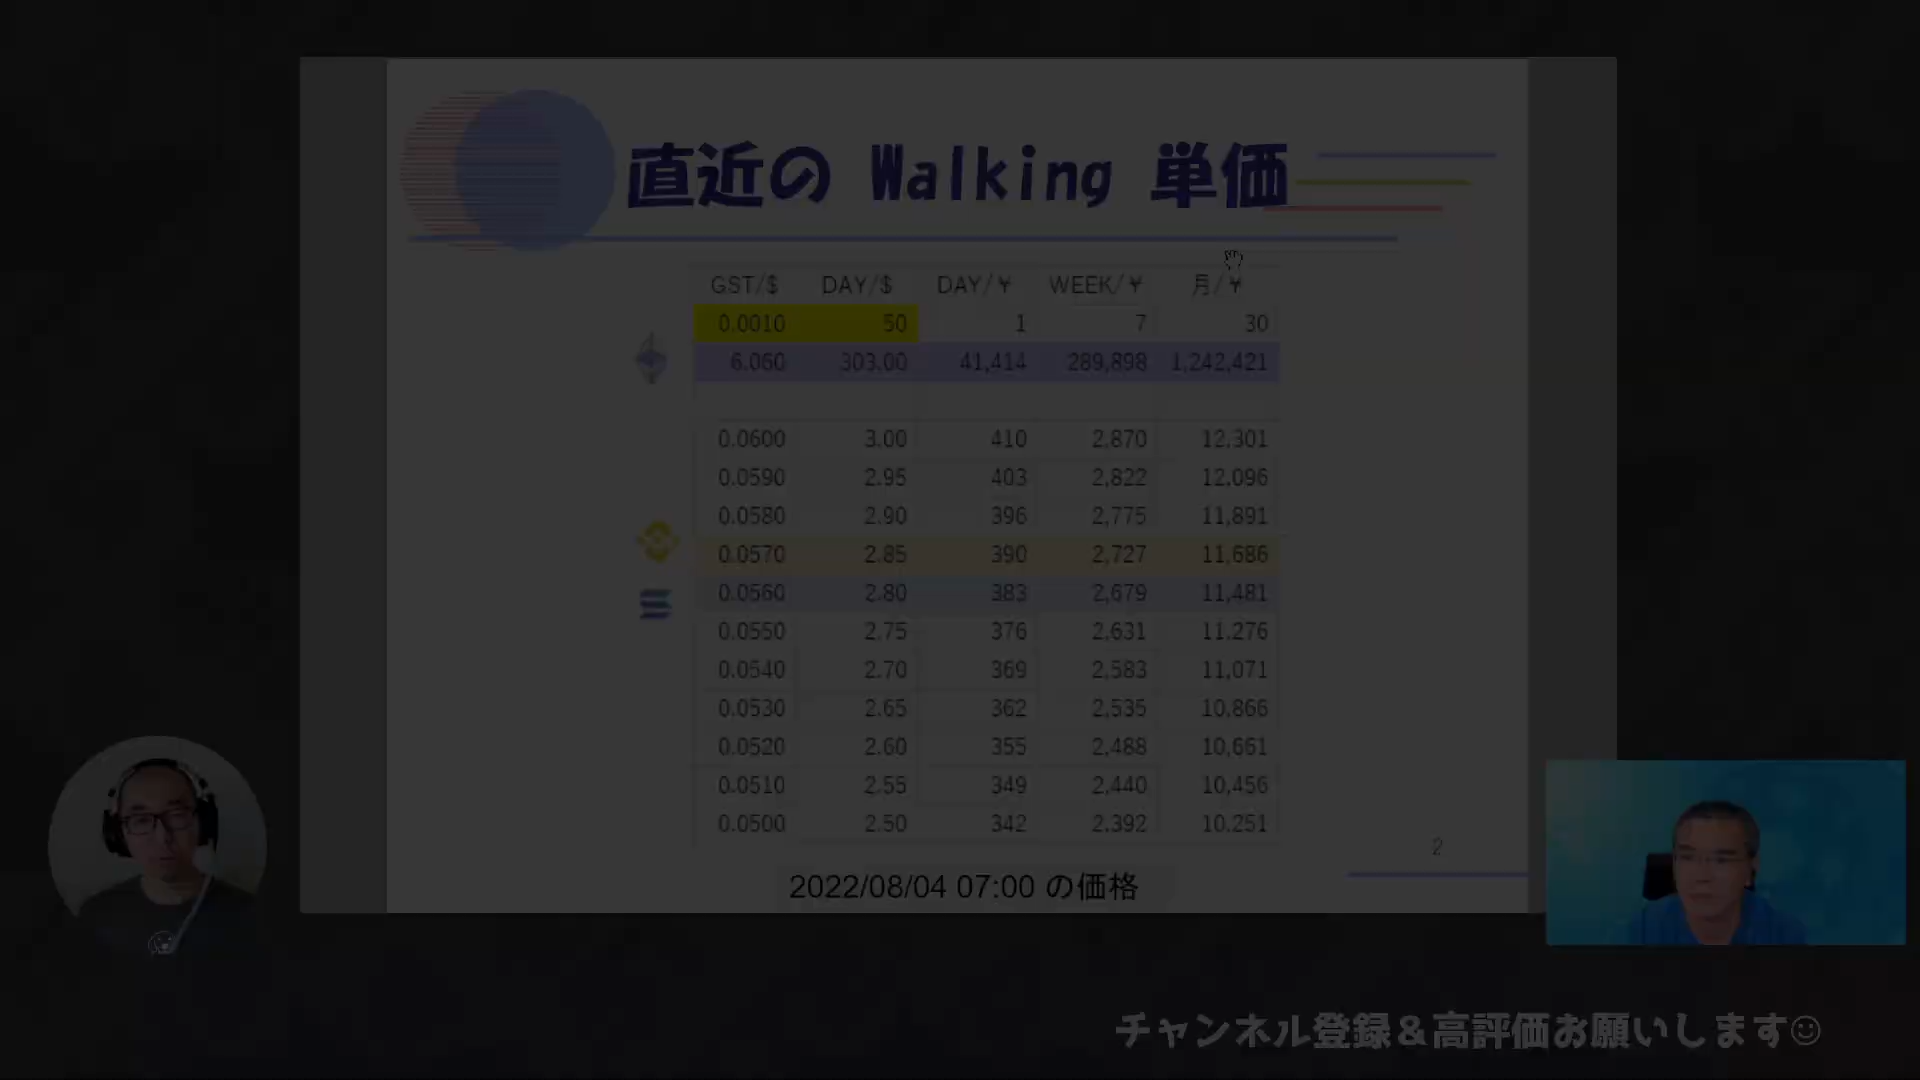 直近の Walking 単価
GST/$ DAY/$ DAY/¥ WEEK/¥ 月/¥
0.0010 50 1 7 30
6.060 303.00 41,414 289,898 1,242,421
0.0600 3.00 410 2,870 12,301
0.0590 2.95 403 2,822 12,096
0.0580 2.90 396 2,775 11,891
0.0570 2.85 390 2,727 11,686
0.0560 2.80 383 2,679 11,481
0.0550 2.75 376 2,631 11,276
0.0540 2.70 369 2,583 11,071
0.0530 2.65 362 2,535 10,866
0.0520 2.60 355 2,488 10,661
0.0510 2.55 349 2,440 10,456
0.0500 2.50 342 2,392 10,251
2
2022/08/04 07:00 の価格
チャンネル登録＆高評価お願いします☺